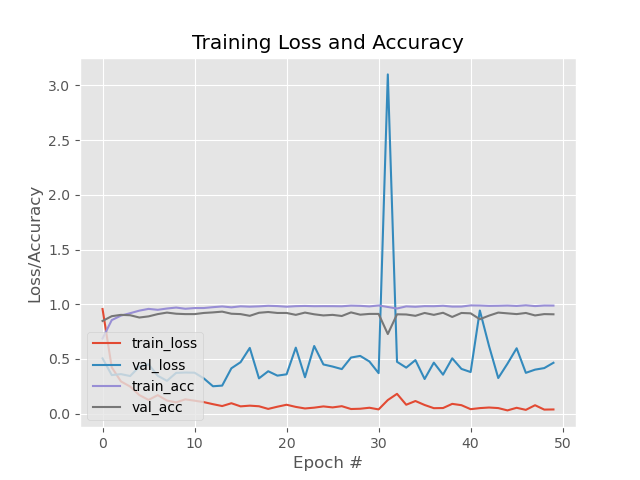 Training Loss and Accuracy
Loss/Accuracy
3.0
2.5
2.0
1.5
1.0
0.5
0.0
train_loss
val_loss
train_acc
val_acc
0 10 20 30 40 50
Epoch #